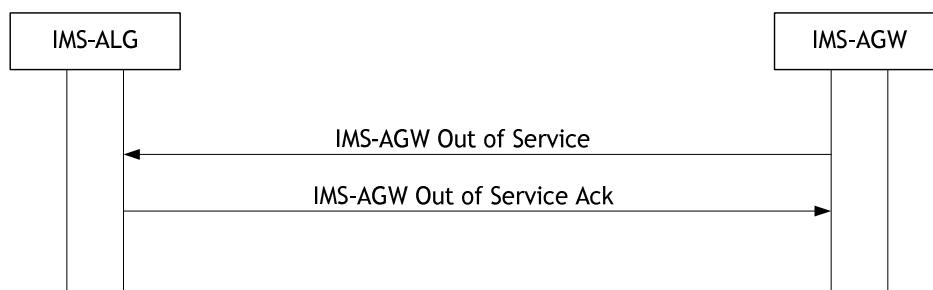 IMS-ALG
IMS-AGW
IMS-AGW Out of Service
IMS-AGW Out of Service Ack